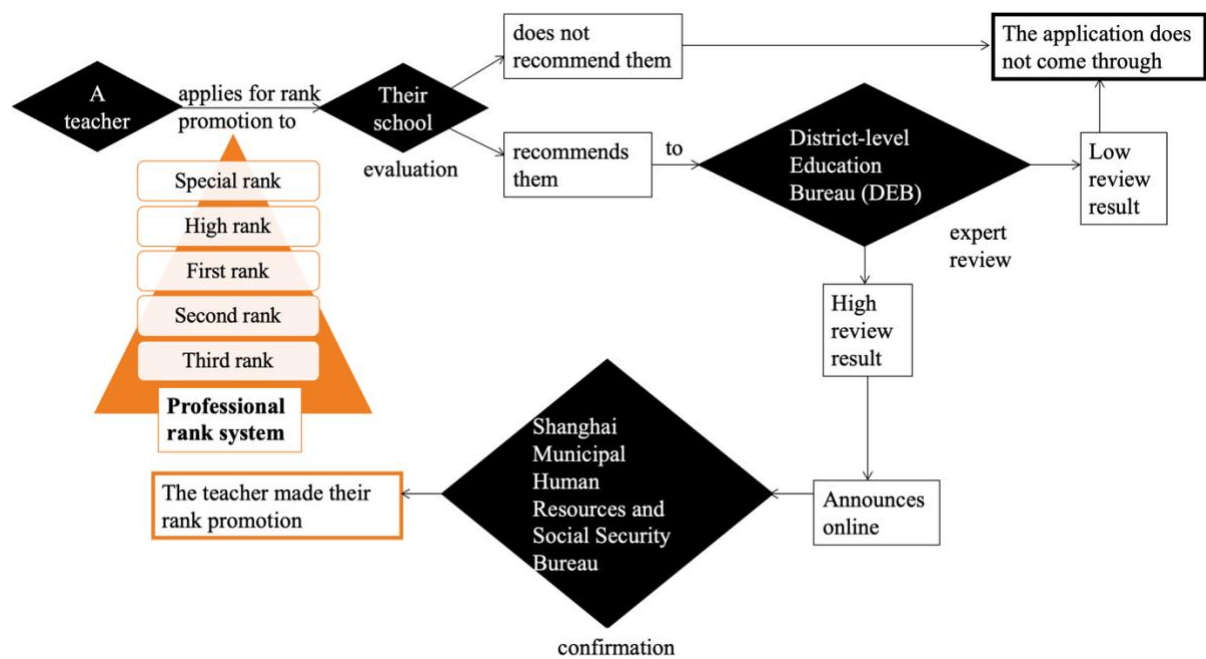 A
teacher
applies for rank
promotion to
Their
school
evaluation
does not
recommend them
The application does
not come through
recommends
them
to
District-level
Education
Bureau (DEB)
expert
review
Low
review
result
High
review
result
Announces
online
Special rank
High rank
First rank
Second rank
Third rank
Professional
rank system
Shanghai
Municipal
Human
Resources and
Social Security
Bureau
confirmation
The teacher made their
rank promotion